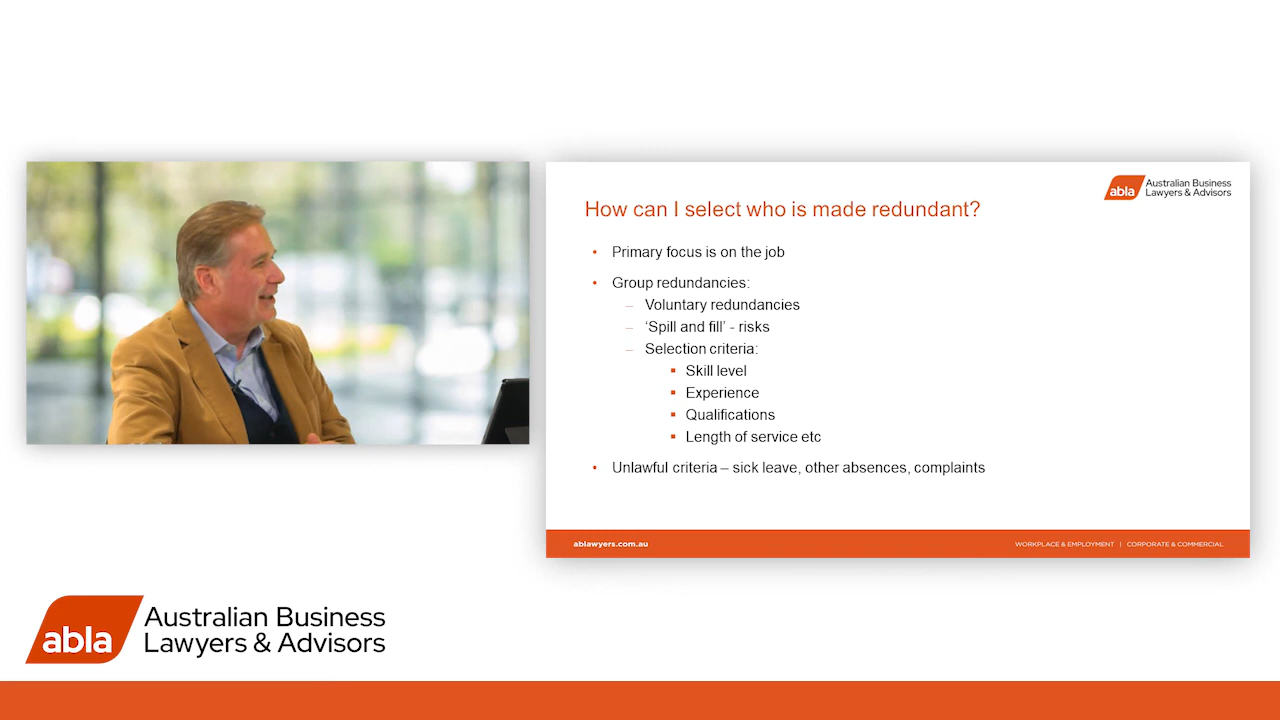 abla
Australian Business
Lawyers & Advisors
How can I select who is made redundant?
• Primary focus is on the job
• Group redundancies:
– Voluntary redundancies
– ‘Spill and fill’ - risks
– Selection criteria:
▪ Skill level
▪ Experience
▪ Qualifications
▪ Length of service etc
• Unlawful criteria – sick leave, other absences, complaints
ablawyers.com.au
WORKPLACE & EMPLOYMENT | CORPORATE & COMMERCIAL
abla
Australian Business
Lawyers & Advisors